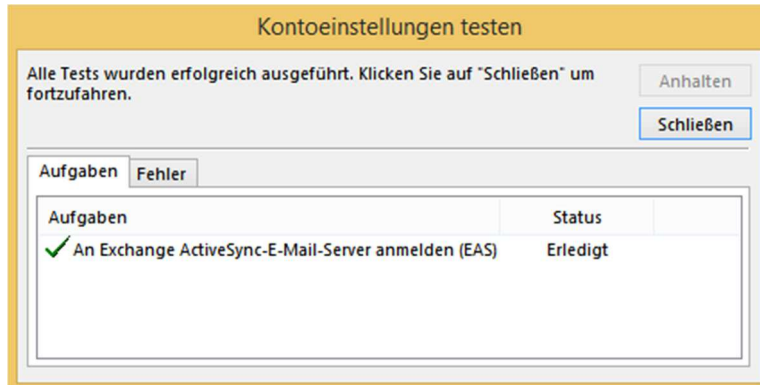 Kontoeinstellungen testen
Alle Tests wurden erfolgreich ausgeführt. Klicken Sie auf "Schließen" um
fortzufahren.
Anhalten
Schließen
Aufgaben Fehler
Aufgaben Status
An Exchange ActiveSync-E-Mail-Server anmelden (EAS) Erledigt